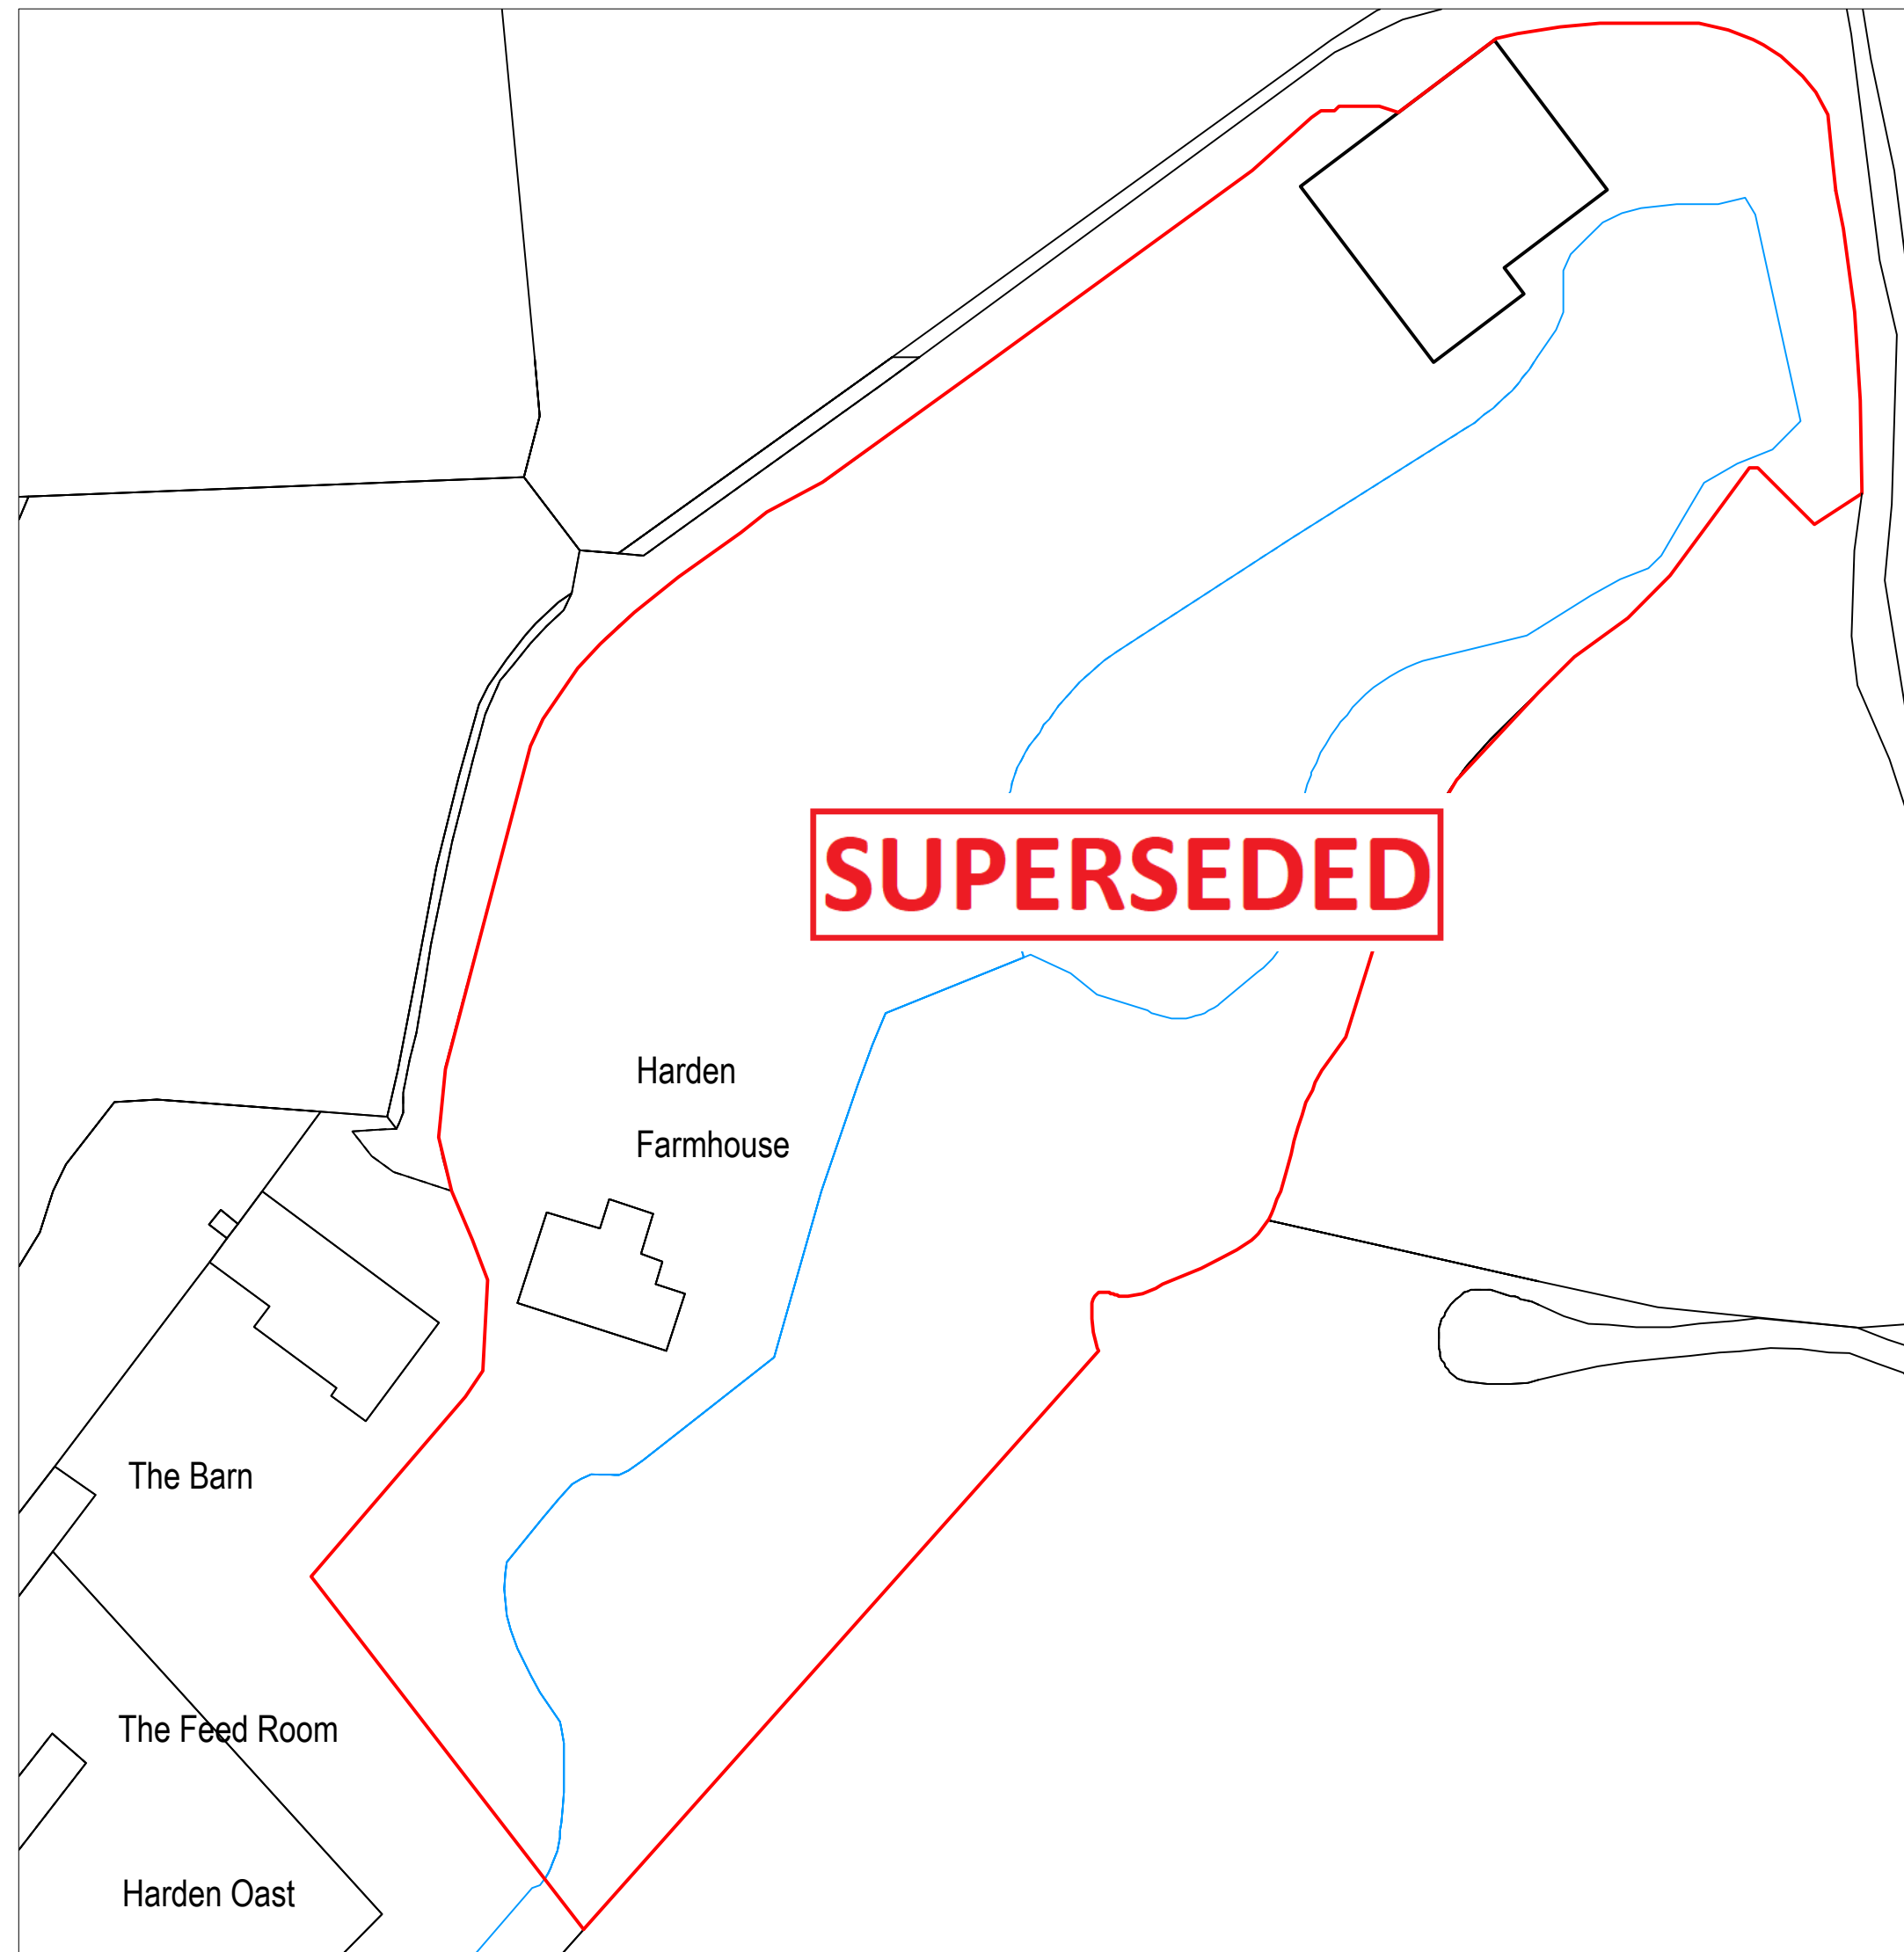 SUPERSEDED
Harden
Farmhouse
The Barn
The Feed Room
Harden Oast